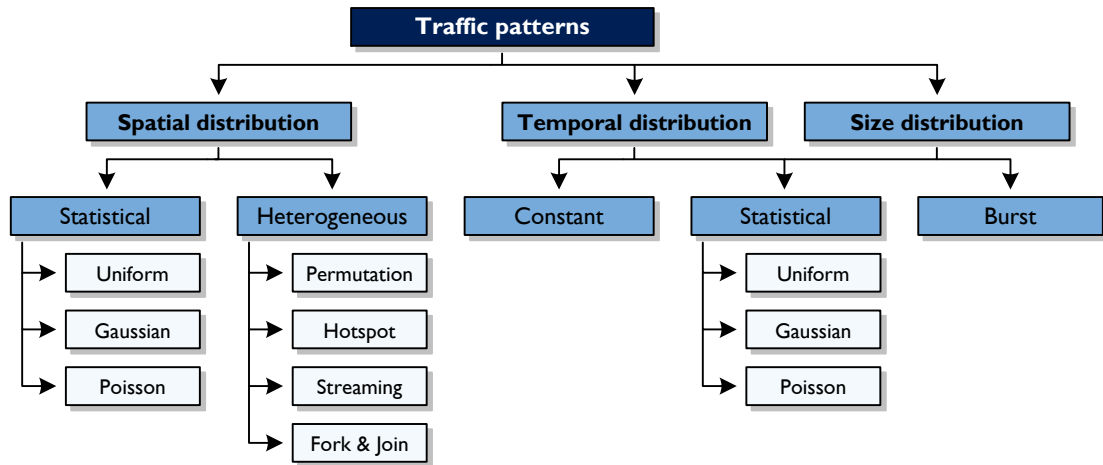 Traffic patterns
Spatial distribution
Temporal distribution
Size distribution
Statistical
Heterogeneous
Constant
Statistical
Burst
Uniform
Permutation
Uniform
Gaussian
Hotspot
Gaussian
Poisson
Streaming
Poisson
Fork & Join